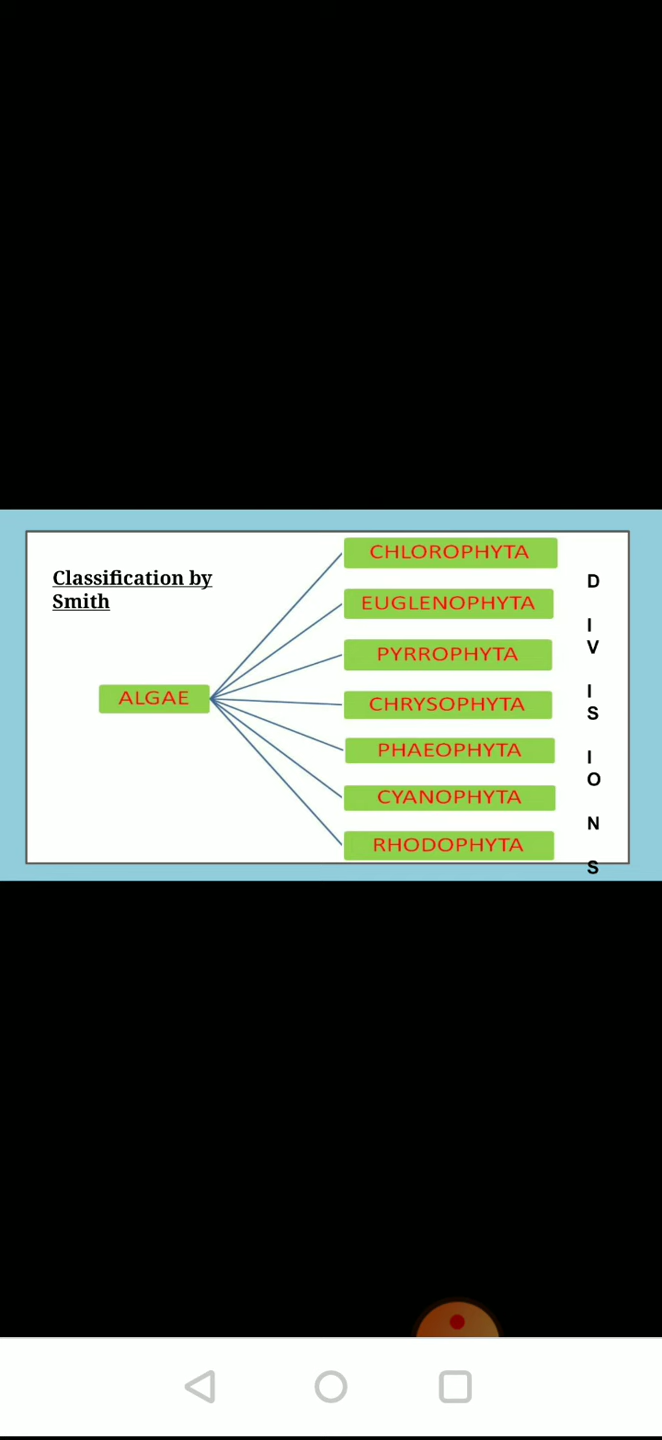 Classification by
Smith
ALGAE
CHLOROPHYTA
EUGLENOPHYTA
PYRROPHYTA
CHRYSOPHYTA
PHAEOPHYTA
CYANOPHYTA
RHODOPHYTA
D
I
V
I
S
I
O
N
S